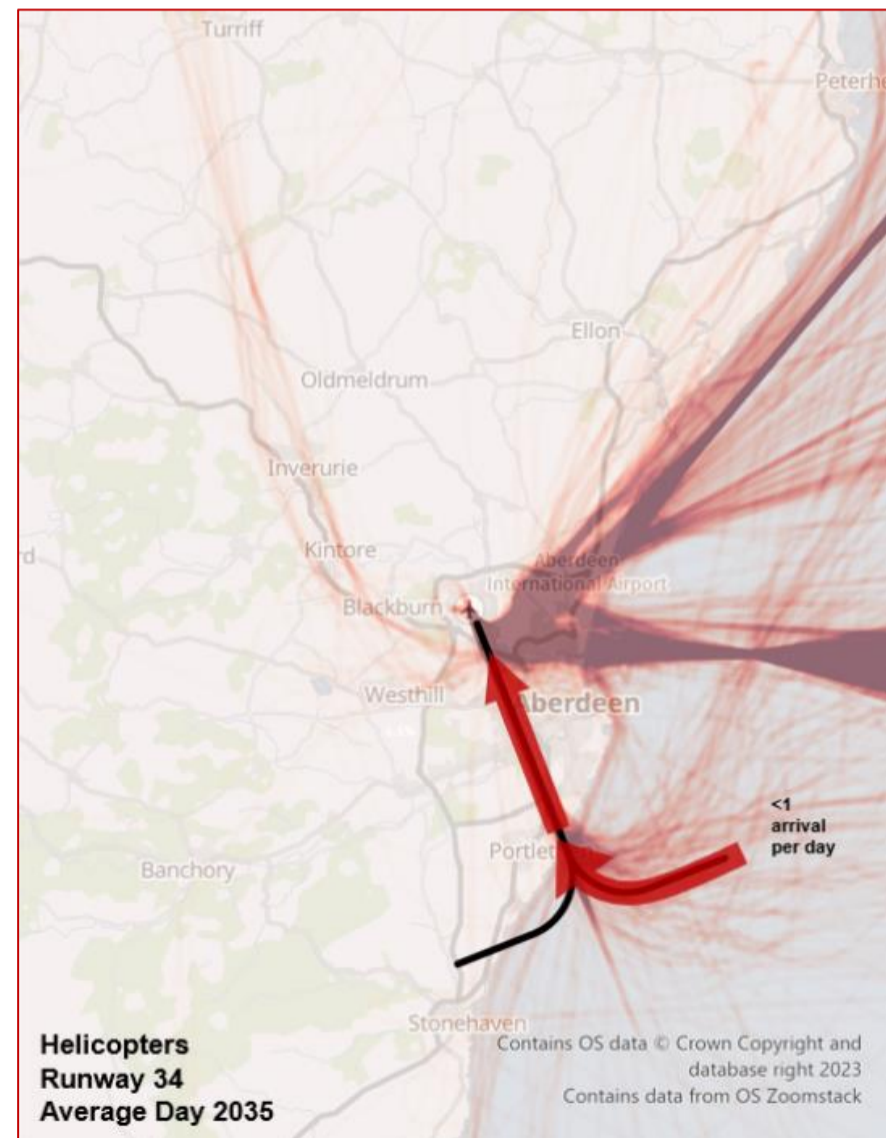 Turriff
Peterhe
Ellon
Oldmeldrum
Inverurie
Kintore
Aberdeen
International Airport
Blackburn
Westhill
Aberdeen
<1
arrival
per day
Portlet
Banchory
Stonehaven
Helicopters
Runway 34
Average Day 2035
Contains OS data © Crown Copyright and
database right 2023
Contains data from OS Zoomstack